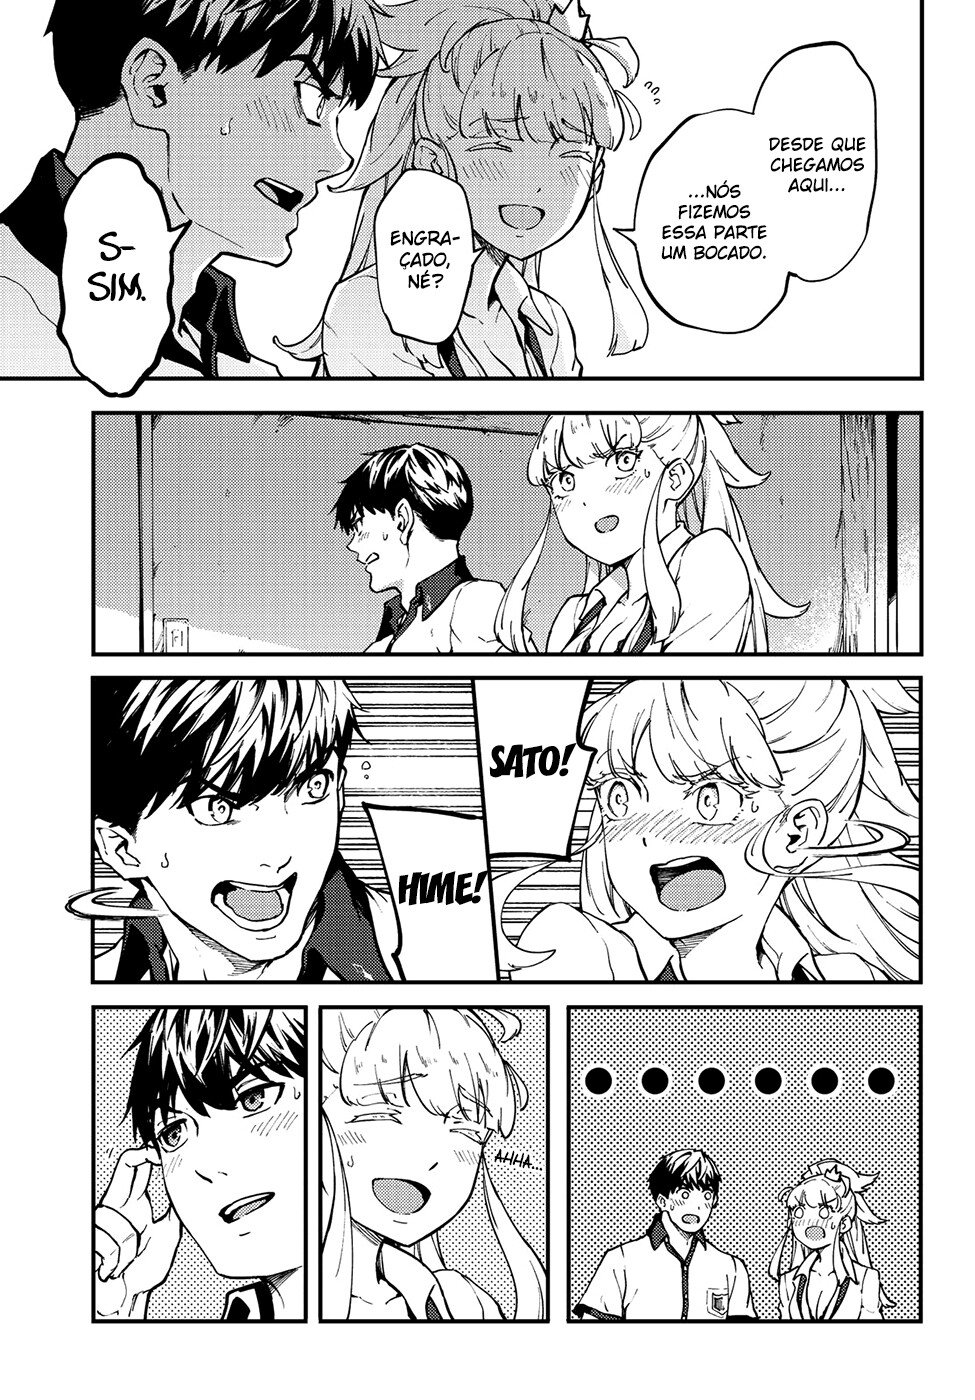 DESDE QUE
CHEGAMOS
AQUI...
...NÓS
FIZEMOS
ESSA PARTE
UM BOCADO.
ENGRA-
ÇADO,
NÉ?
S-
SIM.
SATO!
HIME!
AHHA...